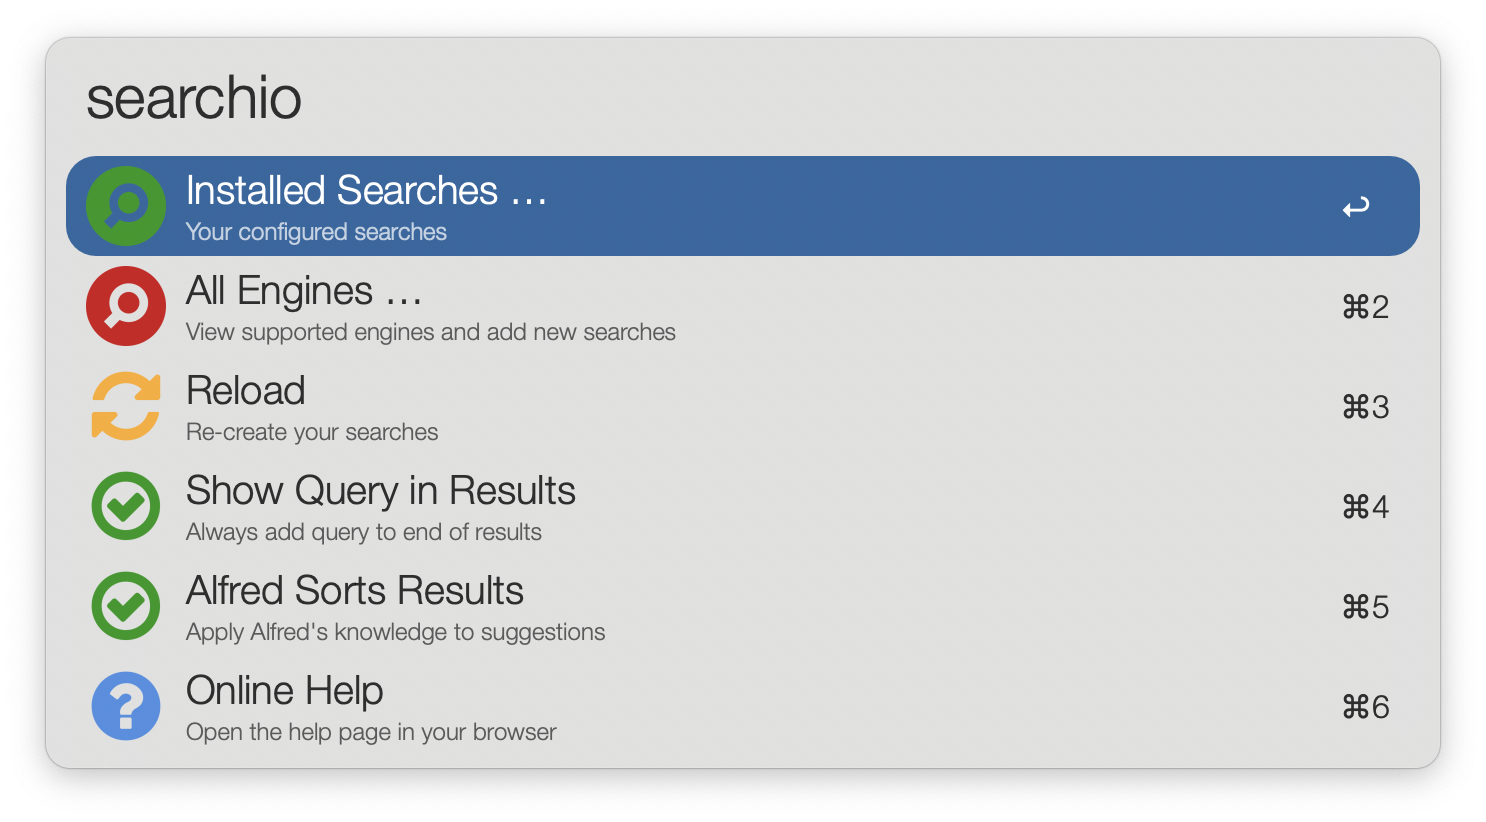 searchio
Installed Searches …
Your configured searches
↩
All Engines …
View supported engines and add new searches
⌘2
Reload
Re-create your searches
⌘3
Show Query in Results
Always add query to end of results
⌘4
Alfred Sorts Results
Apply Alfred's knowledge to suggestions
⌘5
Online Help
Open the help page in your browser
⌘6